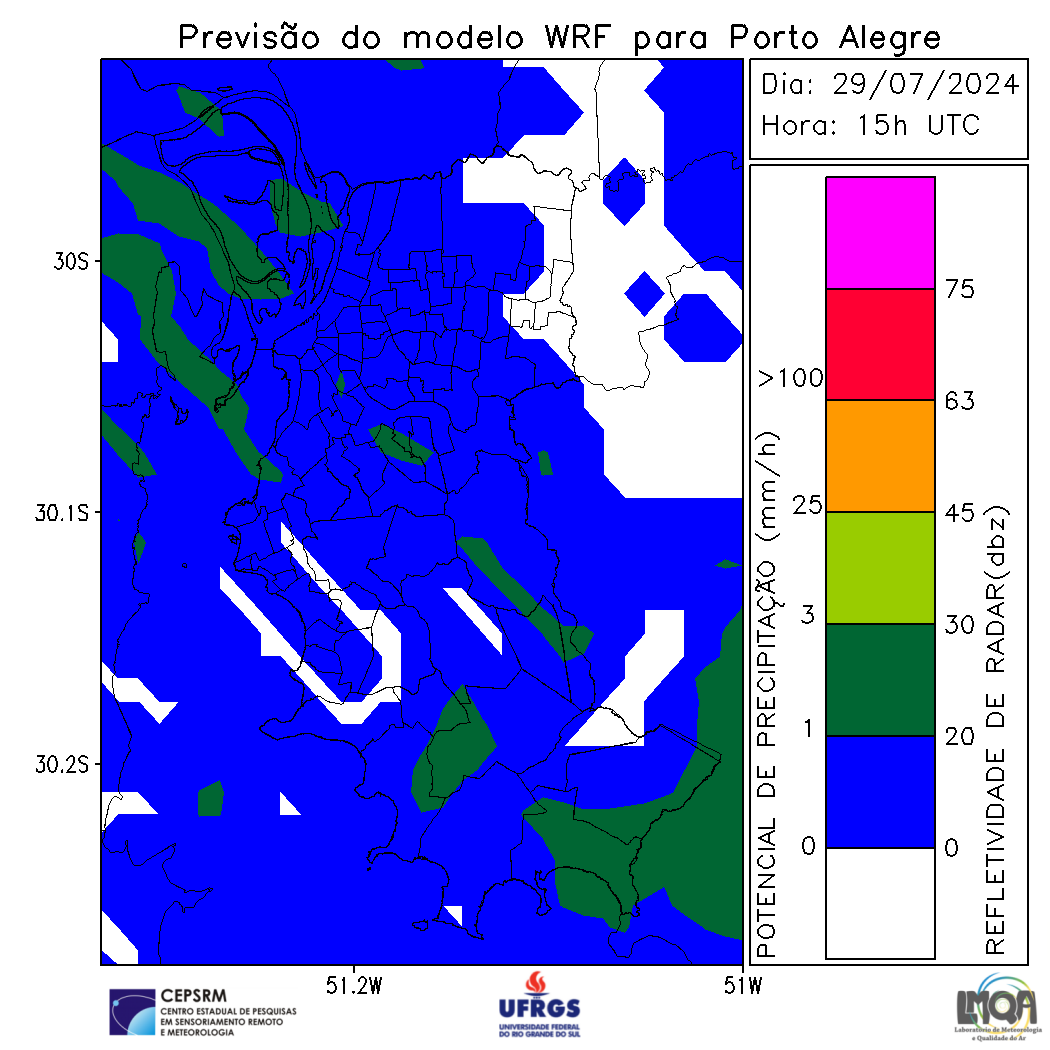 Previsão do modelo WRF para Porto Alegre
Dia: 29/07/2024
Hora: 15h UTC
30S
30.1S
30.2S
51.2W
51W
POTENCIAL DE PRECIPITAÇÃO (mm/h)
>100
25
3
1
0
75
63
45
30
20
0
REFLETIVIDADE DE RADAR(dbz)
CEPSRM
CENTRO ESTADUAL DE PESQUISAS
EM SENSORIAMENTO REMOTO
E METEOROLOGIA
UFRGS
UNIVERSIDADE FEDERAL
DO RIO GRANDE DO SUL
LMQA
Laboratório de Meteorologia
e Qualidade do Ar